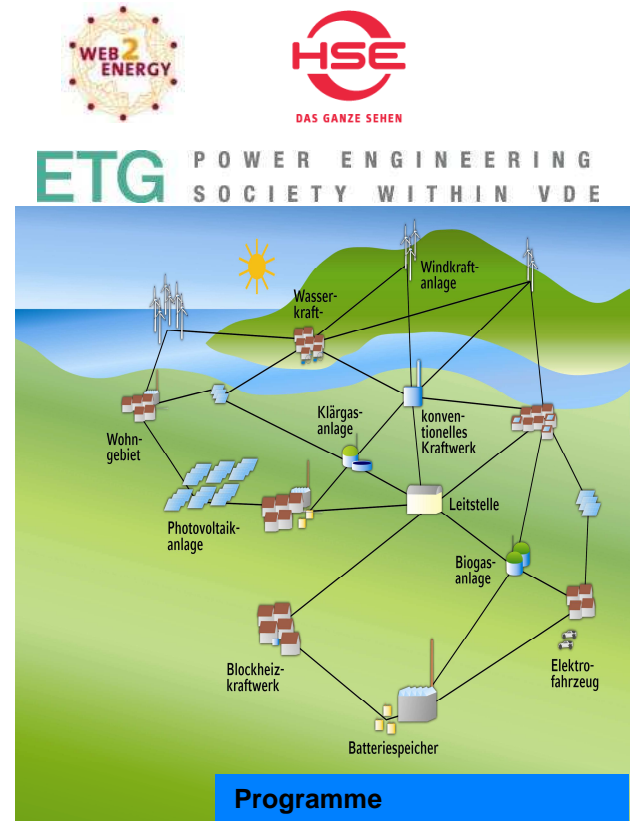 WEB 2
ENERGY
HSE
DAS GANZE SEHEN
ETG
POWER ENGINEERING
SOCIETY WITHIN VDE
Windkraft-
anlage
Wasser-
kraft-
Klärgas-
anlage
konven-
tionelles
Kraftwerk
Wohn-
gebiet
Leitstelle
Photovoltaik-
anlage
Biogas-
anlage
Blockheiz-
kraftwerk
Elektro-
fahrzeug
Batteriespeicher
Programme